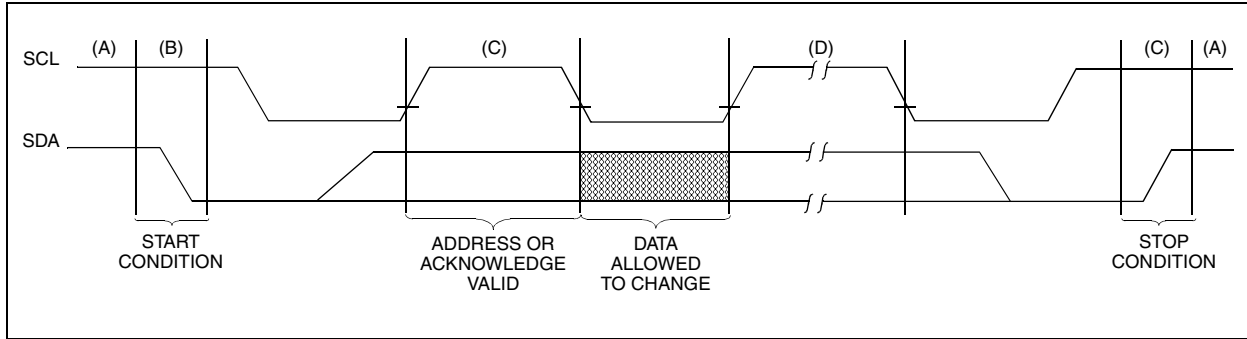 (A) (B) (C) (D) (C) (A)
SCL
SDA
START
CONDITION
ADDRESS OR
ACKNOWLEDGE
VALID
DATA
ALLOWED
TO CHANGE
STOP
CONDITION